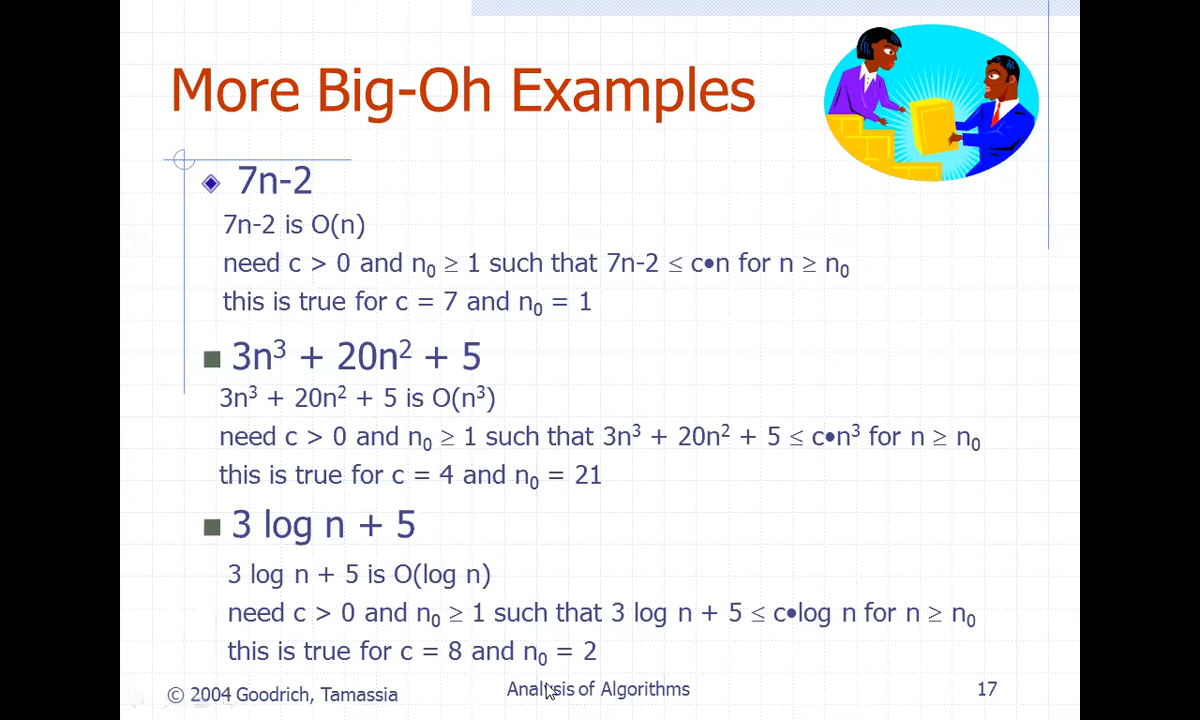 More Big-Oh Examples
7n-2
7n-2 is O(n)
need c > 0 and n₀ ≥ 1 such that 7n-2 ≤ c•n for n ≥ n₀
this is true for c = 7 and n₀ = 1
3n³ + 20n² + 5
3n³ + 20n² + 5 is O(n³)
need c > 0 and n₀ ≥ 1 such that 3n³ + 20n² + 5 ≤ c•n³ for n ≥ n₀
this is true for c = 4 and n₀ = 21
3 log n + 5
3 log n + 5 is O(log n)
need c > 0 and n₀ ≥ 1 such that 3 log n + 5 ≤ c•log n for n ≥ n₀
this is true for c = 8 and n₀ = 2
© 2004 Goodrich, Tamassia Analysis of Algorithms 17